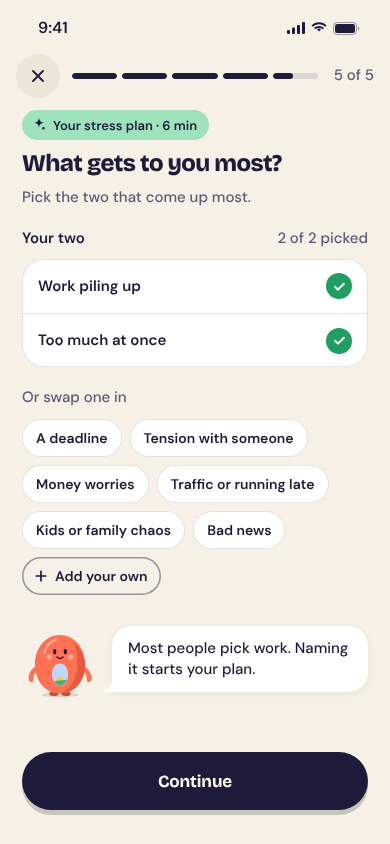 9:41
5 of 5
Your stress plan · 6 min
What gets to you most?
Pick the two that come up most.
Your two
2 of 2 picked
Work piling up
Too much at once
Or swap one in
A deadline
Tension with someone
Money worries
Traffic or running late
Kids or family chaos
Bad news
+ Add your own
Most people pick work. Naming
it starts your plan.
Continue